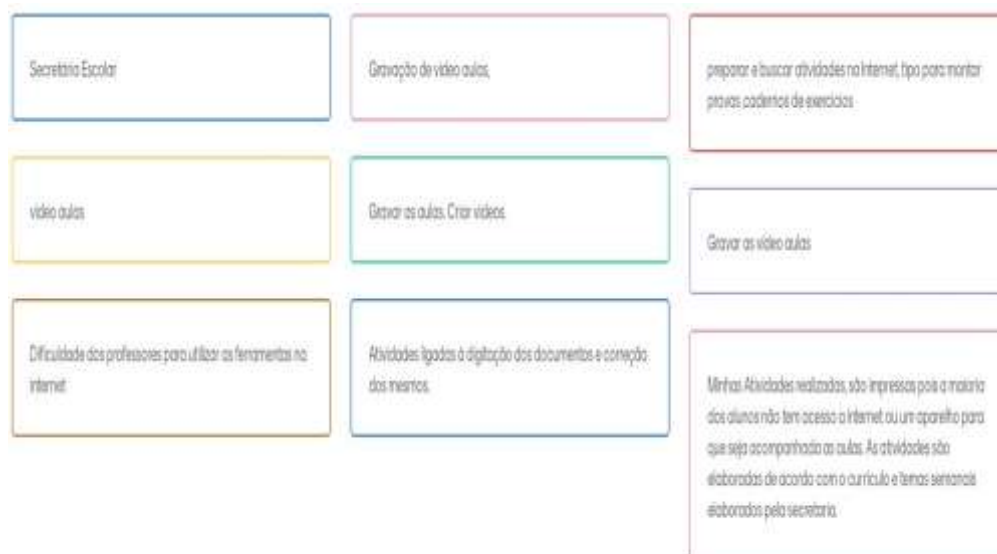 Secretária Escolar
vídeo aulas
Dificuldade dos professores para utilizar as ferramentas na
internet
Gravação de vídeo aulas,
Gravar as aulas. Criar vídeos.
Atividades ligadas à digitação dos documentos e correção
dos mesmos.
preparar e buscar atividades na Internet, tipo para montar
provas ,cadernos de exercícios
Gravar as vídeo aulas
Minhas Atividades realizadas, são impressas pois a maioria
dos alunos não tem acesso a internet ou um aparelho para
que seja acompanhada as aulas. As atividades são
elaboradas de acordo com o currículo e temas semanais
elaborados pela secretaria.